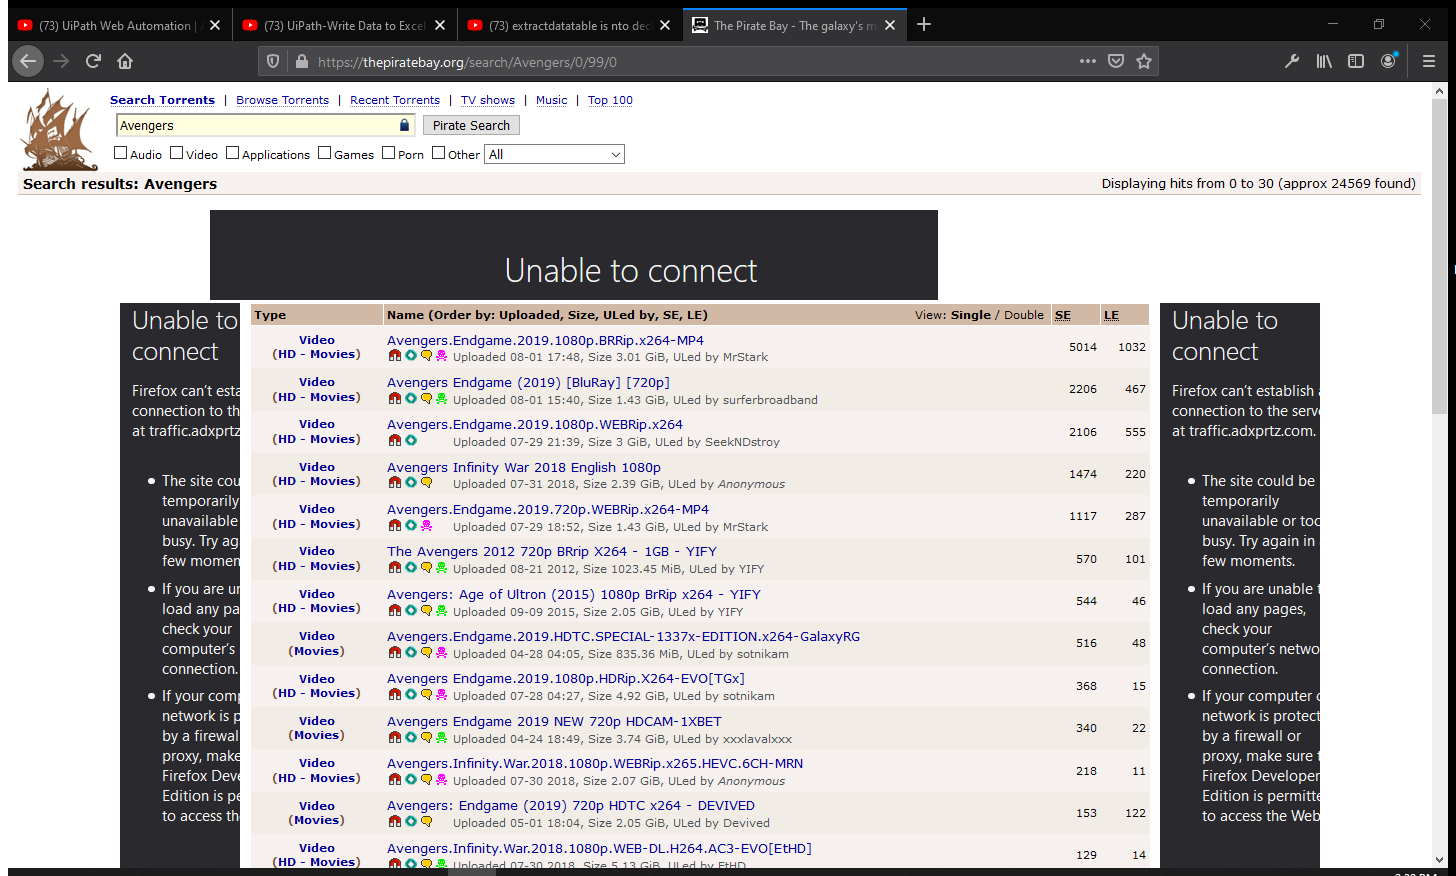 (73) UiPath Web Automation |
(73) UiPath-Write Data to Excel
(73) extractdatatable is nto decl
The Pirate Bay - The galaxy's m
https://thepiratebay.org/search/Avengers/0/99/0
Search Torrents | Browse Torrents | Recent Torrents | TV shows | Music | Top 100
Avengers
Pirate Search
Audio Video Applications Games Porn Other All
Search results: Avengers
Displaying hits from 0 to 30 (approx 24569 found)
Unable to connect
Type Name (Order by: Uploaded, Size, ULed by, SE, LE) View: Single / Double SE LE
Video
(HD - Movies)
Avengers.Endgame.2019.1080p.BRRip.x264-MP4
Uploaded 08-01 17:48, Size 3.01 GiB, ULed by MrStark
5014 1032
Video
(HD - Movies)
Avengers Endgame (2019) [BluRay] [720p]
Uploaded 08-01 15:40, Size 1.43 GiB, ULed by surferbroadband
2206 467
Video
(HD - Movies)
Avengers.Endgame.2019.1080p.WEBRip.x264
Uploaded 07-29 21:39, Size 3 GiB, ULed by SeekNDstroy
2106 555
Video
(HD - Movies)
Avengers Infinity War 2018 English 1080p
Uploaded 07-31 2018, Size 2.39 GiB, ULed by Anonymous
1474 220
Video
(HD - Movies)
Avengers.Endgame.2019.720p.WEBRip.x264-MP4
Uploaded 07-29 18:52, Size 1.43 GiB, ULed by MrStark
1117 287
Video
(HD - Movies)
The Avengers 2012 720p BRrip X264 - 1GB - YIFY
Uploaded 08-21 2012, Size 1023.45 MiB, ULed by YIFY
570 101
Video
(HD - Movies)
Avengers: Age of Ultron (2015) 1080p BrRip x264 - YIFY
Uploaded 09-09 2015, Size 2.05 GiB, ULed by YIFY
544 46
Video
(Movies)
Avengers.Endgame.2019.HDTC.SPECIAL-1337x-EDITION.x264-GalaxyRG
Uploaded 04-28 04:05, Size 835.36 MiB, ULed by sotnikam
516 48
Video
(HD - Movies)
Avengers Endgame.2019.1080p.HDRip.X264-EVO[TGx]
Uploaded 07-28 04:27, Size 4.92 GiB, ULed by sotnikam
368 15
Video
(Movies)
Avengers Endgame 2019 NEW 720p HDCAM-1XBET
Uploaded 04-24 18:49, Size 3.74 GiB, ULed by xxxlavalxxx
340 22
Video
(HD - Movies)
Avengers.Infinity.War.2018.1080p.WEBRip.x265.HEVC.6CH-MRN
Uploaded 07-30 2018, Size 2.07 GiB, ULed by Anonymous
218 11
Video
(Movies)
Avengers: Endgame (2019) 720p HDTC x264 - DEVIVED
Uploaded 05-01 18:04, Size 2.05 GiB, ULed by Devived
153 122
Video
(HD - Movies)
Avengers.Infinity.War.2018.1080p.WEB-DL.H264.AC3-EVO[EtHD]
Uploaded 07-30 2018, Size 5.13 GiB, ULed by EtHD
129 14
Unable to
connect
Firefox can't esta
connection to th
at traffic.adxprtz
The site cou
temporarily
unavailable
busy. Try aga
few momen
If you are un
load any pa
check your
computer's
connection.
If your comp
network is p
by a firewall
proxy, make
Firefox Deve
Edition is pe
to access the
Unable to
connect
Firefox can't establish a
connection to the serve
at traffic.adxprtz.com.
The site could be
temporarily
unavailable or too
busy. Try again in
few moments.
If you are unable t
load any pages,
check your
computer's netwo
connection.
If your computer o
network is protect
by a firewall or
proxy, make sure t
Firefox Developer
Edition is permitte
to access the Web